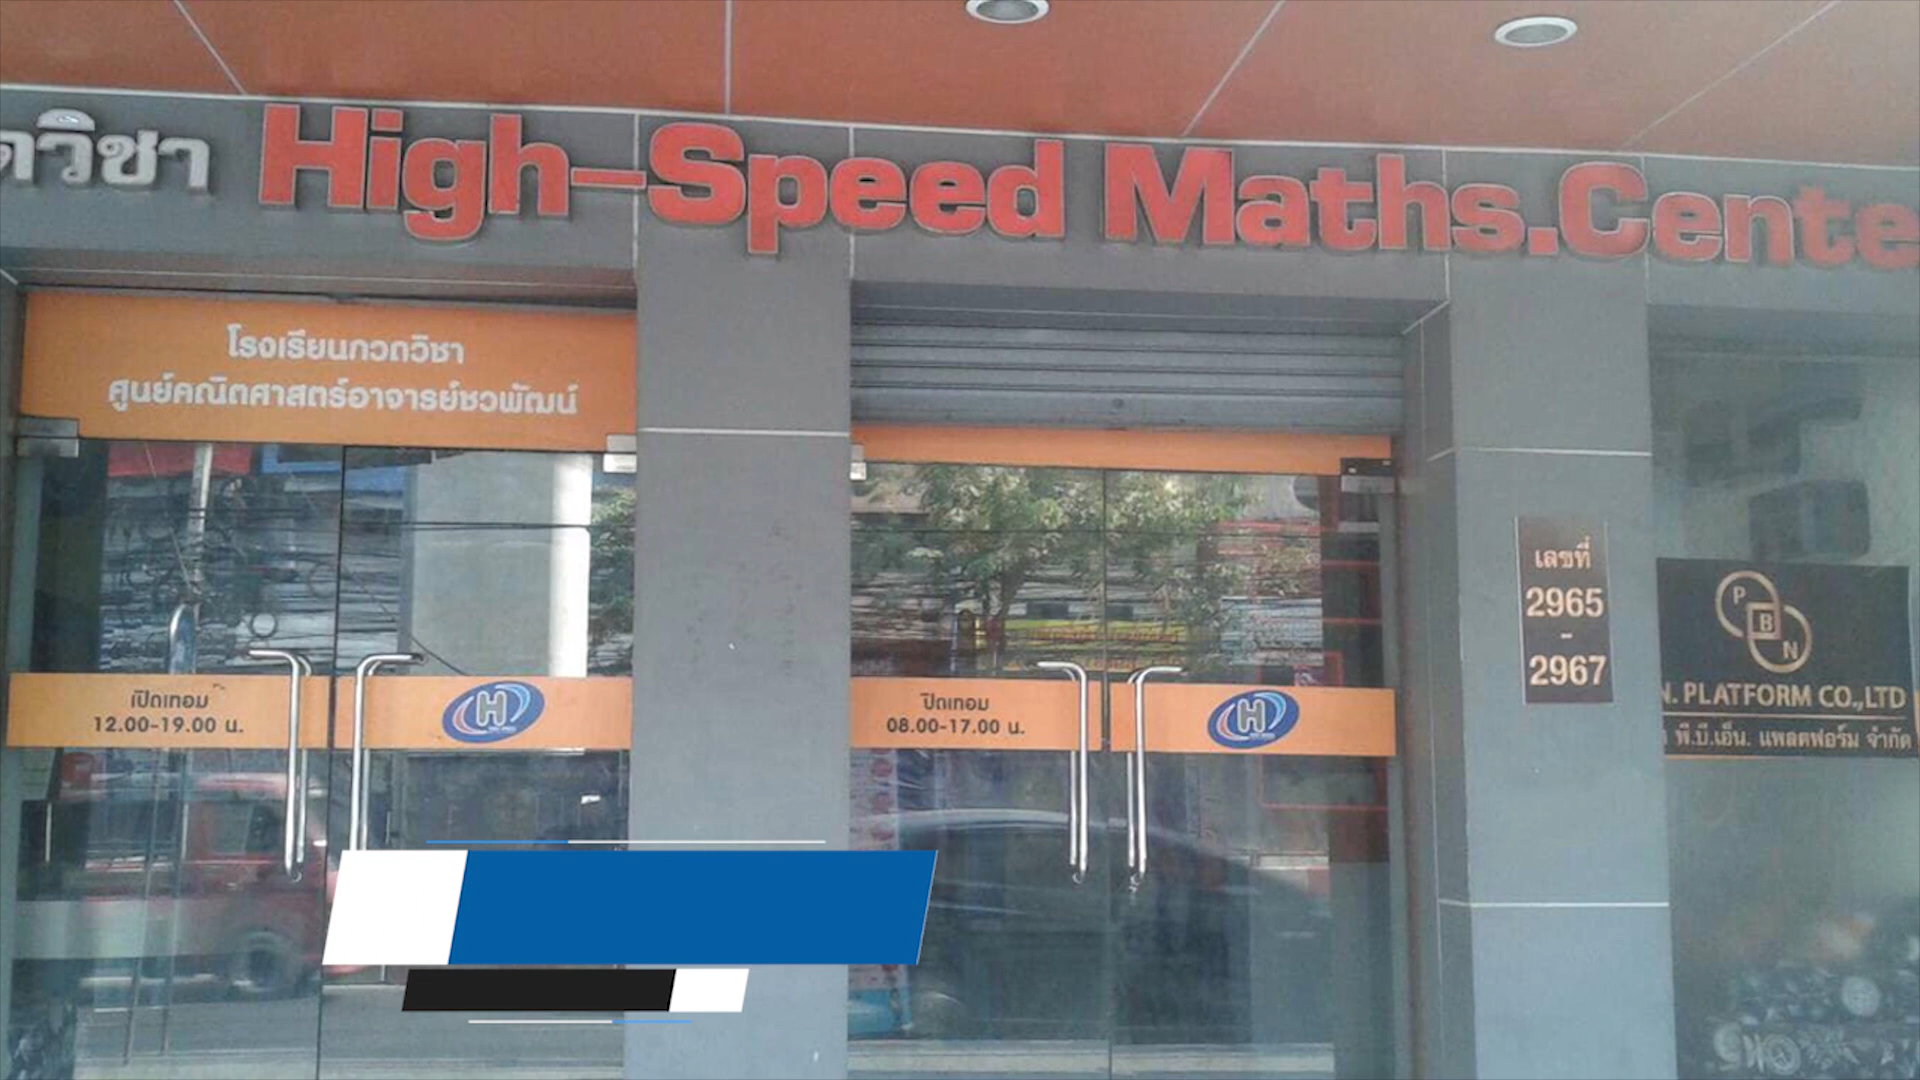 วิชา High-Speed Maths.Cente
โรงเรียนกวดวิชา
ศูนย์คณิตศาสตร์อาจารย์ชวพัฒน์
เปิดเทอม
12.00-19.00 น.
H
ปิดเทอม
08.00-17.00 น.
H
เลขที่
2965
-
2967
P
B
N
N. PLATFORM CO.,LTD
พี.บี.เอ็น. แพลตฟอร์ม จำกัด